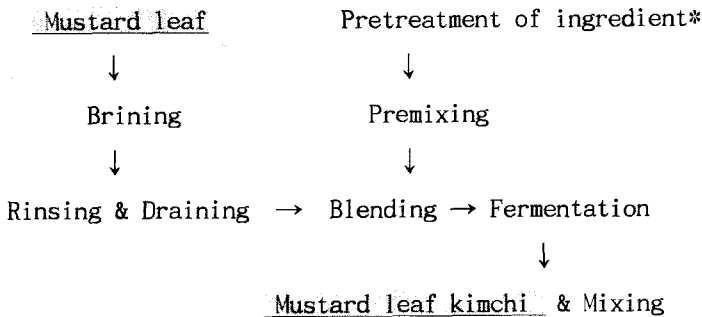 Mustard leaf Pretreatment of ingredient*
↓ ↓
Brining Premixing
↓ ↓
Rinsing & Draining → Blending → Fermentation
↓
Mustard leaf kimchi & Mixing